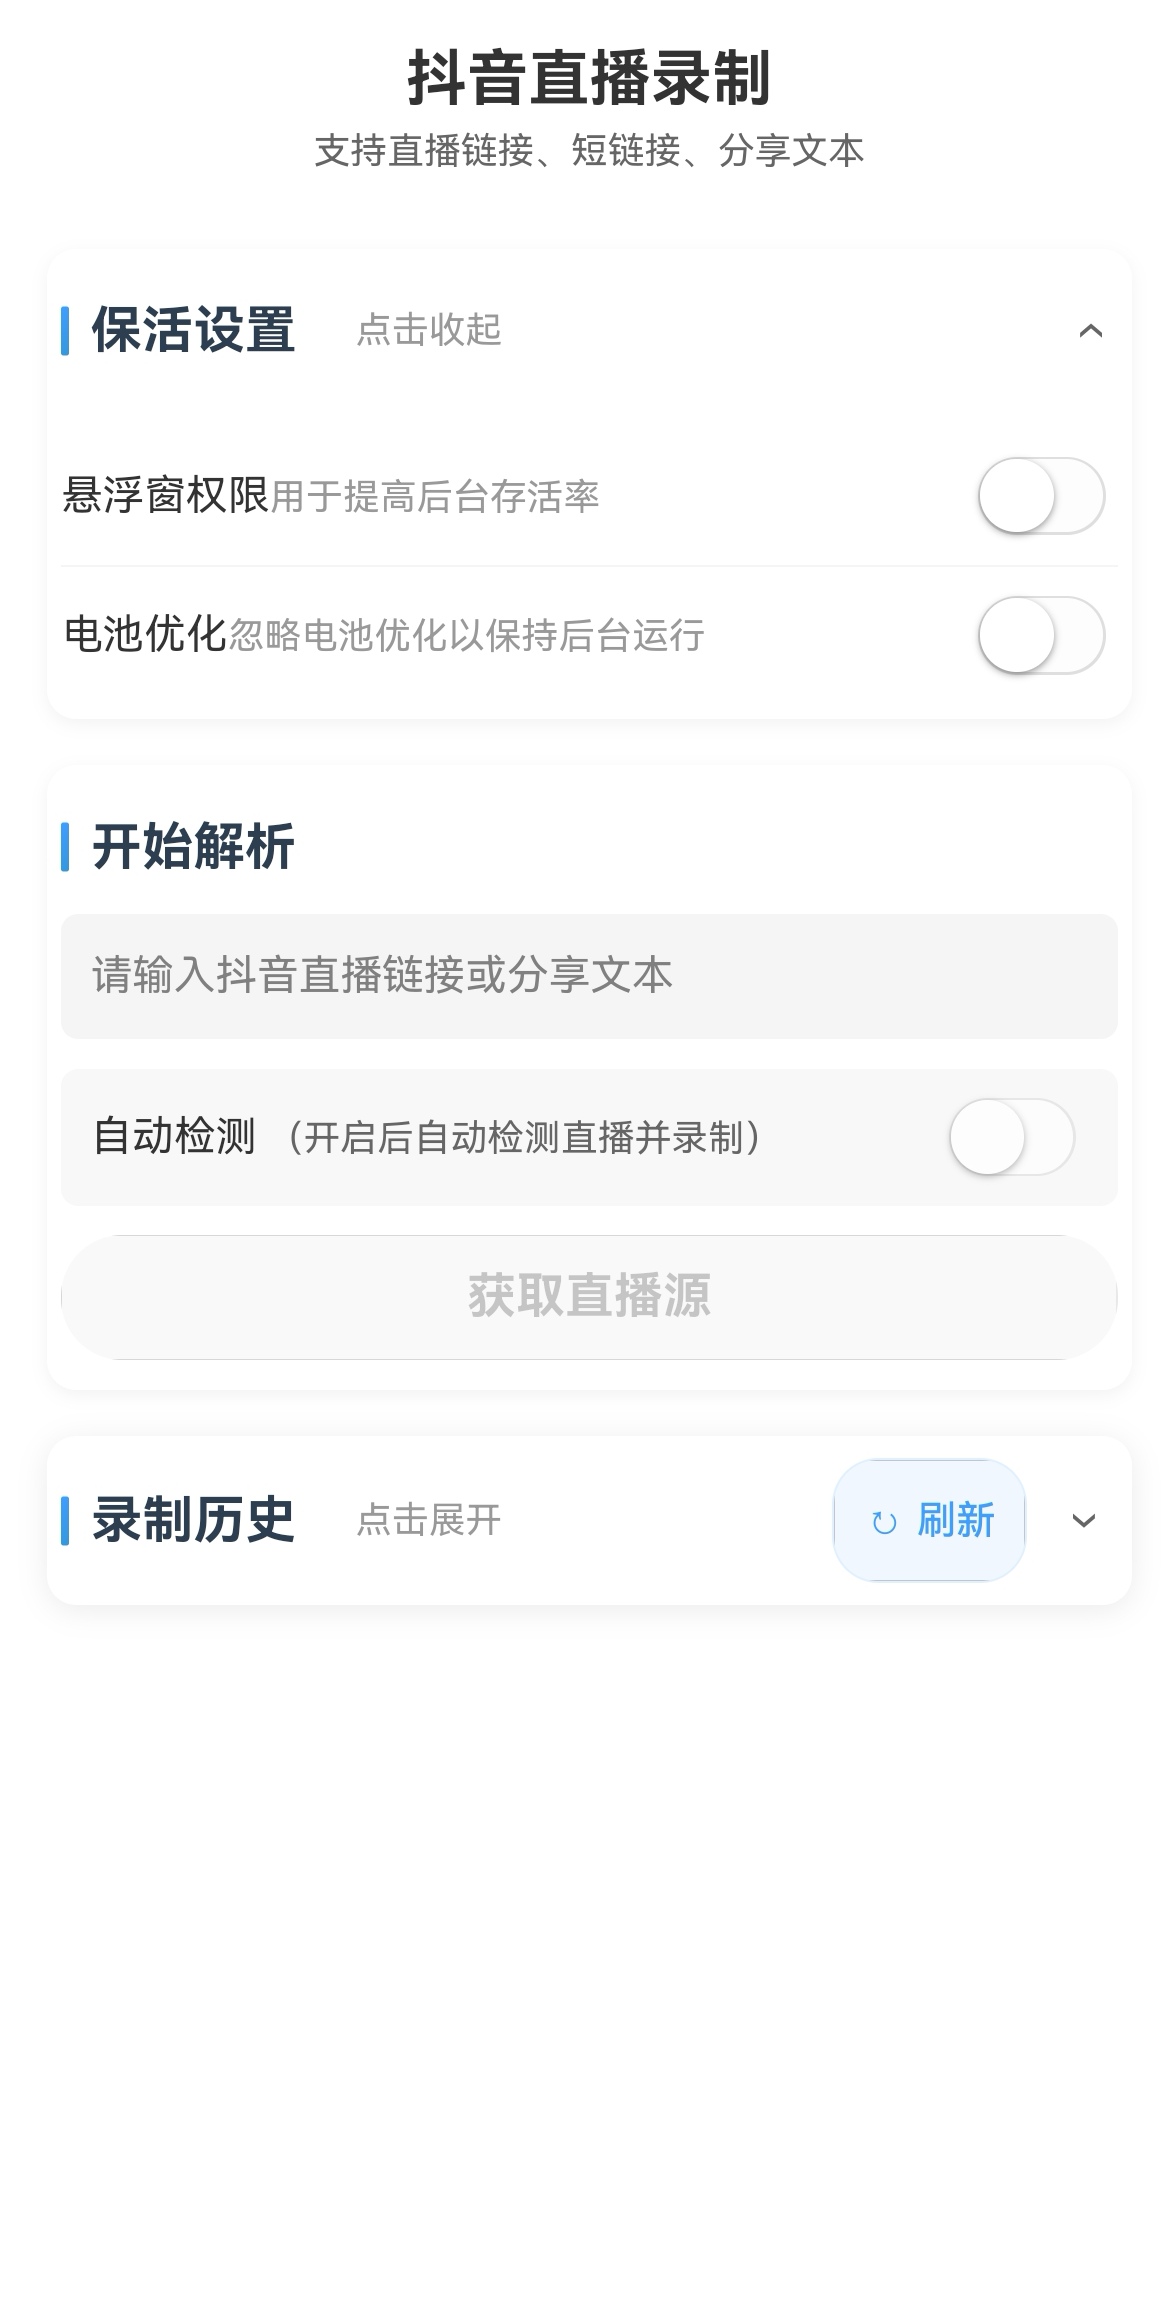 抖音直播录制
支持直播链接、短链接、分享文本
保活设置 点击收起
悬浮窗权限用于提高后台存活率
电池优化忽略电池优化以保持后台运行
开始解析
请输入抖音直播链接或分享文本
自动检测 （开启后自动检测直播并录制）
获取直播源
录制历史 点击展开 ↻ 刷新